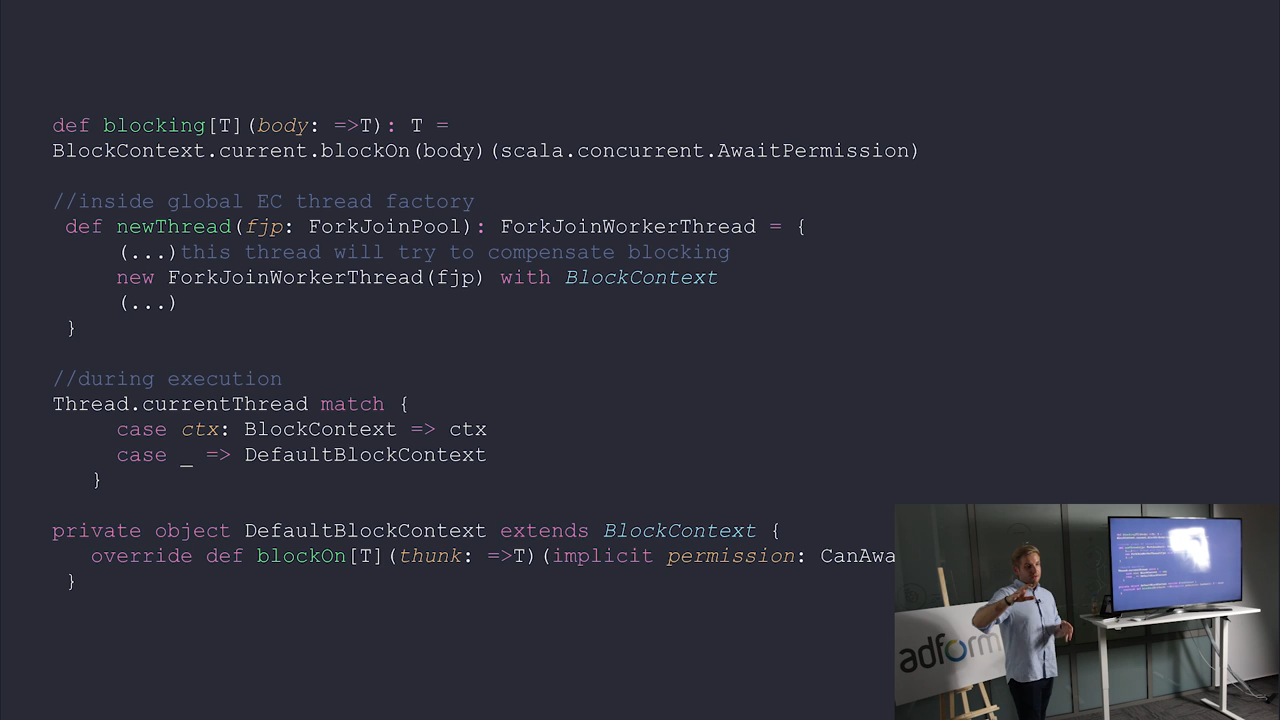 def blocking[T](body: =>T): T =
BlockContext.current.blockOn(body)(scala.concurrent.AwaitPermission)
//inside global EC thread factory
def newThread(fjp: ForkJoinPool): ForkJoinWorkerThread = {
(...)this thread will try to compensate blocking
new ForkJoinWorkerThread(fjp) with BlockContext
(...)
}
//during execution
Thread.currentThread match {
case ctx: BlockContext => ctx
case _ => DefaultBlockContext
}
private object DefaultBlockContext extends BlockContext {
override def blockOn[T](thunk: =>T)(implicit permission: CanAwa
}
adform